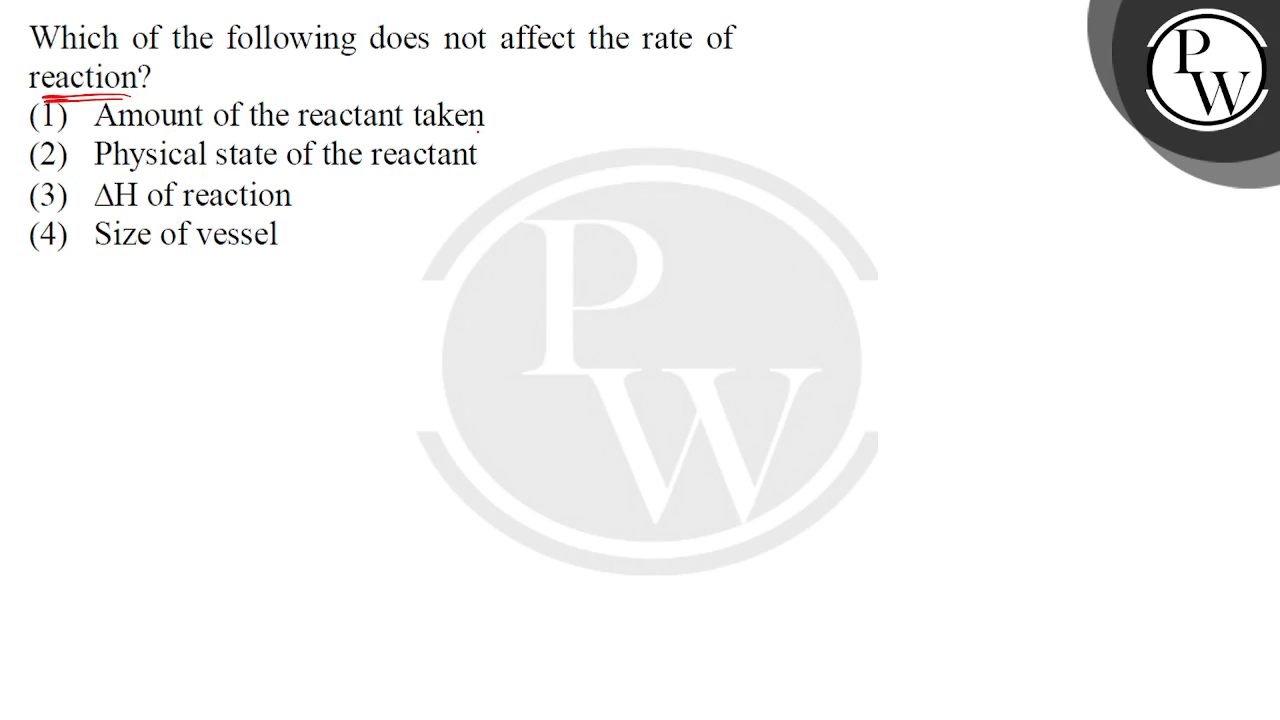 Which of the following does not affect the rate of
reaction?
(1) Amount of the reactant taken
(2) Physical state of the reactant
(3) ΔH of reaction
(4) Size of vessel
P
W
P
W